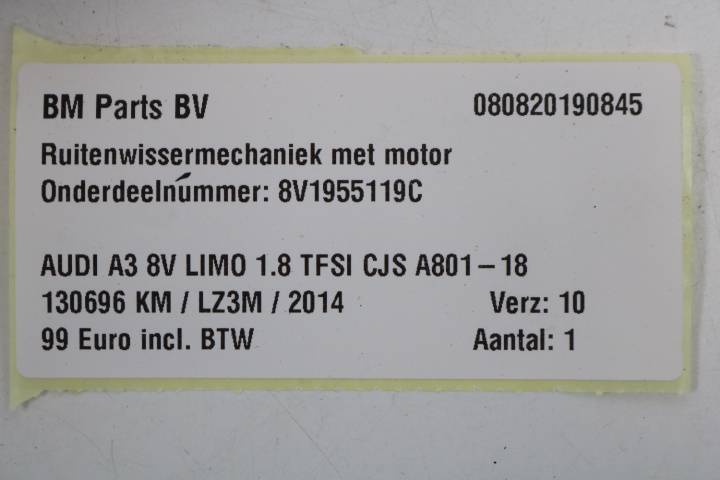 BM Parts BV 080820190845
Ruitenwissermechaniek met motor
Onderdeelnummer: 8V1955119C
AUDI A3 8V LIMO 1.8 TFSI CJS A801-18
130696 KM / LZ3M / 2014 Verz: 10
99 Euro incl. BTW Aantal: 1